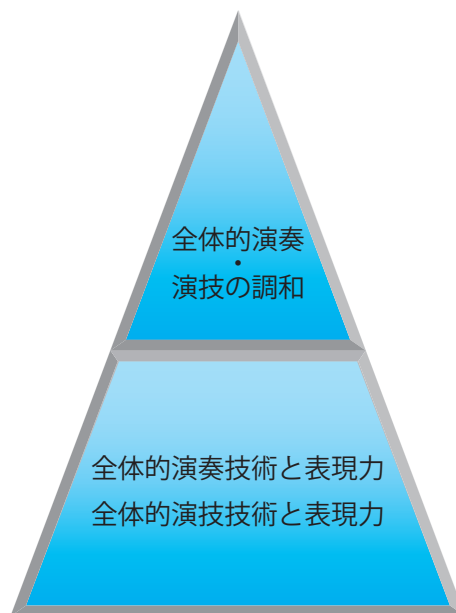 全体的演奏
・
演技の調和
全体的演奏技術と表現力
全体的演技技術と表現力